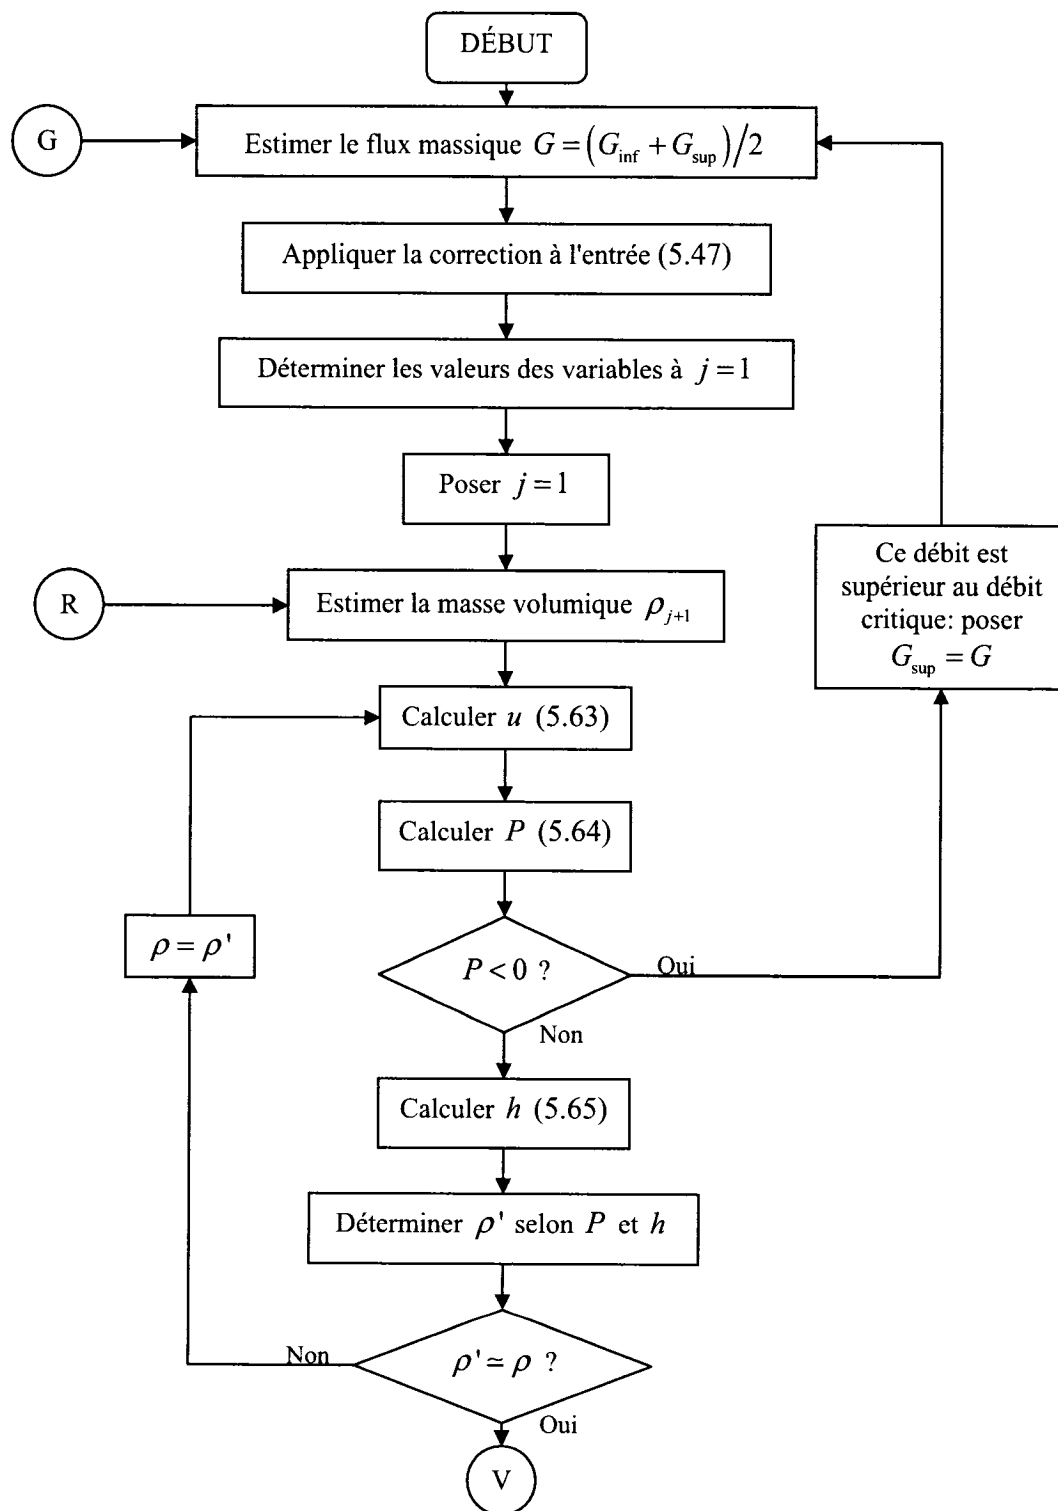 DÉBUT
G
Estimer le flux massique G = (G_inf + G_sup)/2
Appliquer la correction à l'entrée (5.47)
Déterminer les valeurs des variables à j = 1
Poser j = 1
R
Estimer la masse volumique ρ_{j+1}
Ce débit est
supérieur au débit
critique: poser
G_sup = G
Calculer u (5.63)
Calculer P (5.64)
ρ = ρ'
P < 0 ?
Oui
Non
Calculer h (5.65)
Déterminer ρ' selon P et h
Non
ρ' ≃ ρ ?
Oui
V